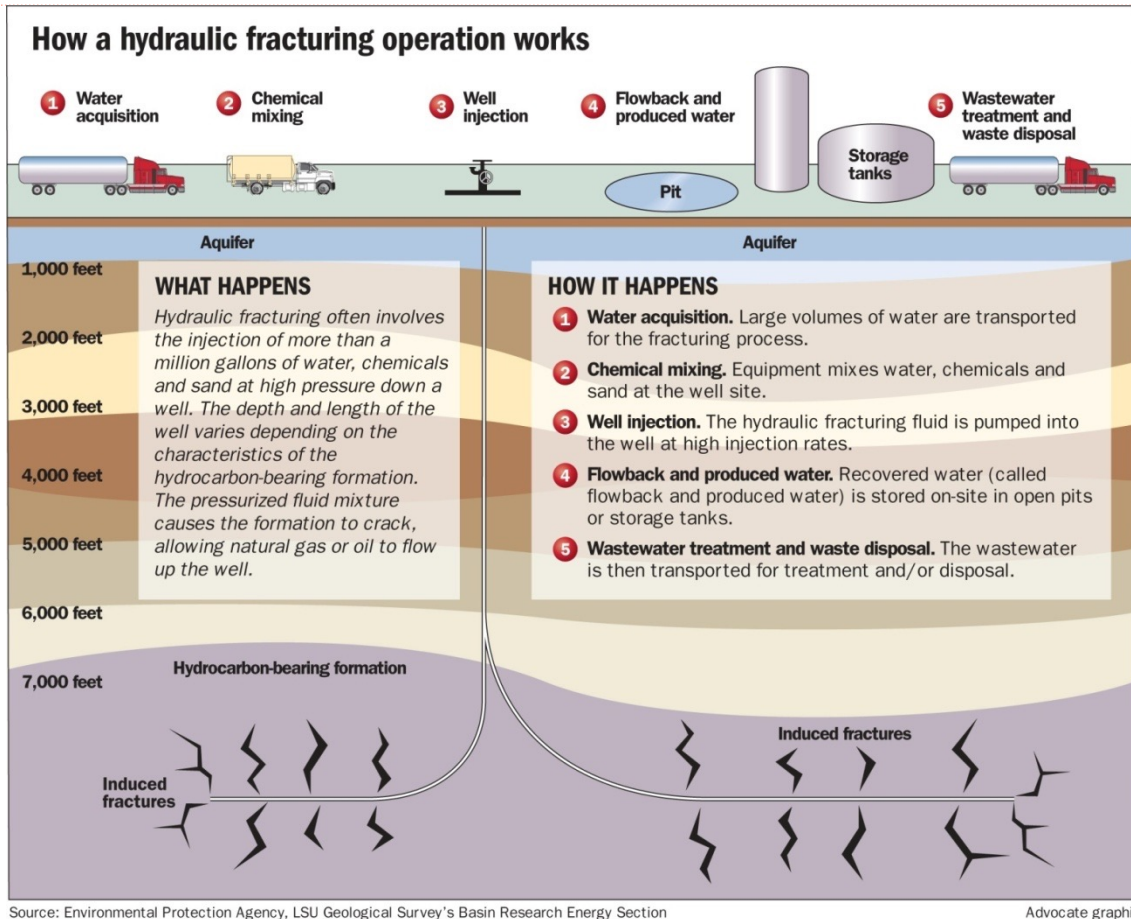 How a hydraulic fracturing operation works
1 Water
acquisition
2 Chemical
mixing
3 Well
injection
4 Flowback and
produced water
5 Wastewater
treatment and
waste disposal
Storage
tanks
Pit
Aquifer
Aquifer
1,000 feet
2,000 feet
3,000 feet
4,000 feet
5,000 feet
6,000 feet
7,000 feet
WHAT HAPPENS
Hydraulic fracturing often involves
the injection of more than a
million gallons of water, chemicals
and sand at high pressure down a
well. The depth and length of the
well varies depending on the
characteristics of the
hydrocarbon-bearing formation.
The pressurized fluid mixture
causes the formation to crack,
allowing natural gas or oil to flow
up the well.
HOW IT HAPPENS
1 Water acquisition. Large volumes of water are transported
for the fracturing process.
2 Chemical mixing. Equipment mixes water, chemicals and
sand at the well site.
3 Well injection. The hydraulic fracturing fluid is pumped into
the well at high injection rates.
4 Flowback and produced water. Recovered water (called
flowback and produced water) is stored on-site in open pits
or storage tanks.
5 Wastewater treatment and waste disposal. The wastewater
is then transported for treatment and/or disposal.
Hydrocarbon-bearing formation
Induced
fractures
Induced fractures
Source: Environmental Protection Agency, LSU Geological Survey's Basin Research Energy Section
Advocate graphi